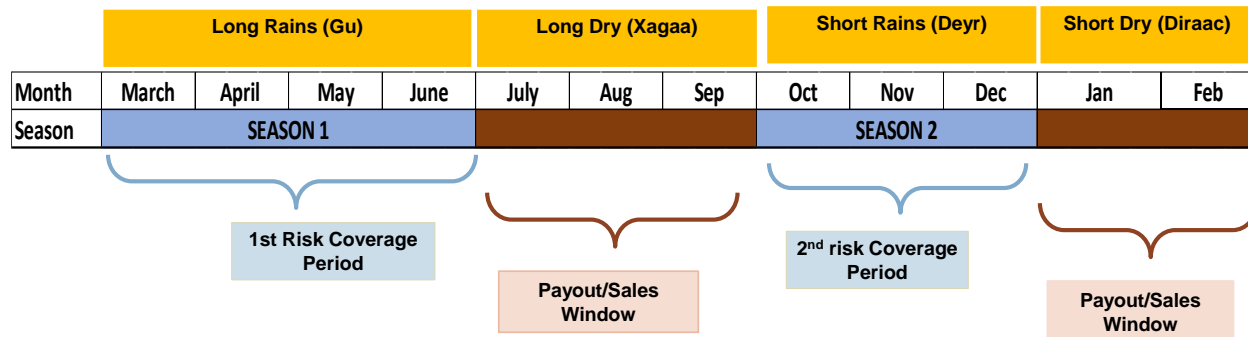 Long Rains (Gu) Long Dry (Xagaa) Short Rains (Deyr) Short Dry (Diraac)
Month March April May June July Aug Sep Oct Nov Dec Jan Feb
Season SEASON 1 SEASON 2
1st Risk Coverage
Period
2nd risk Coverage
Period
Payout/Sales
Window
Payout/Sales
Window